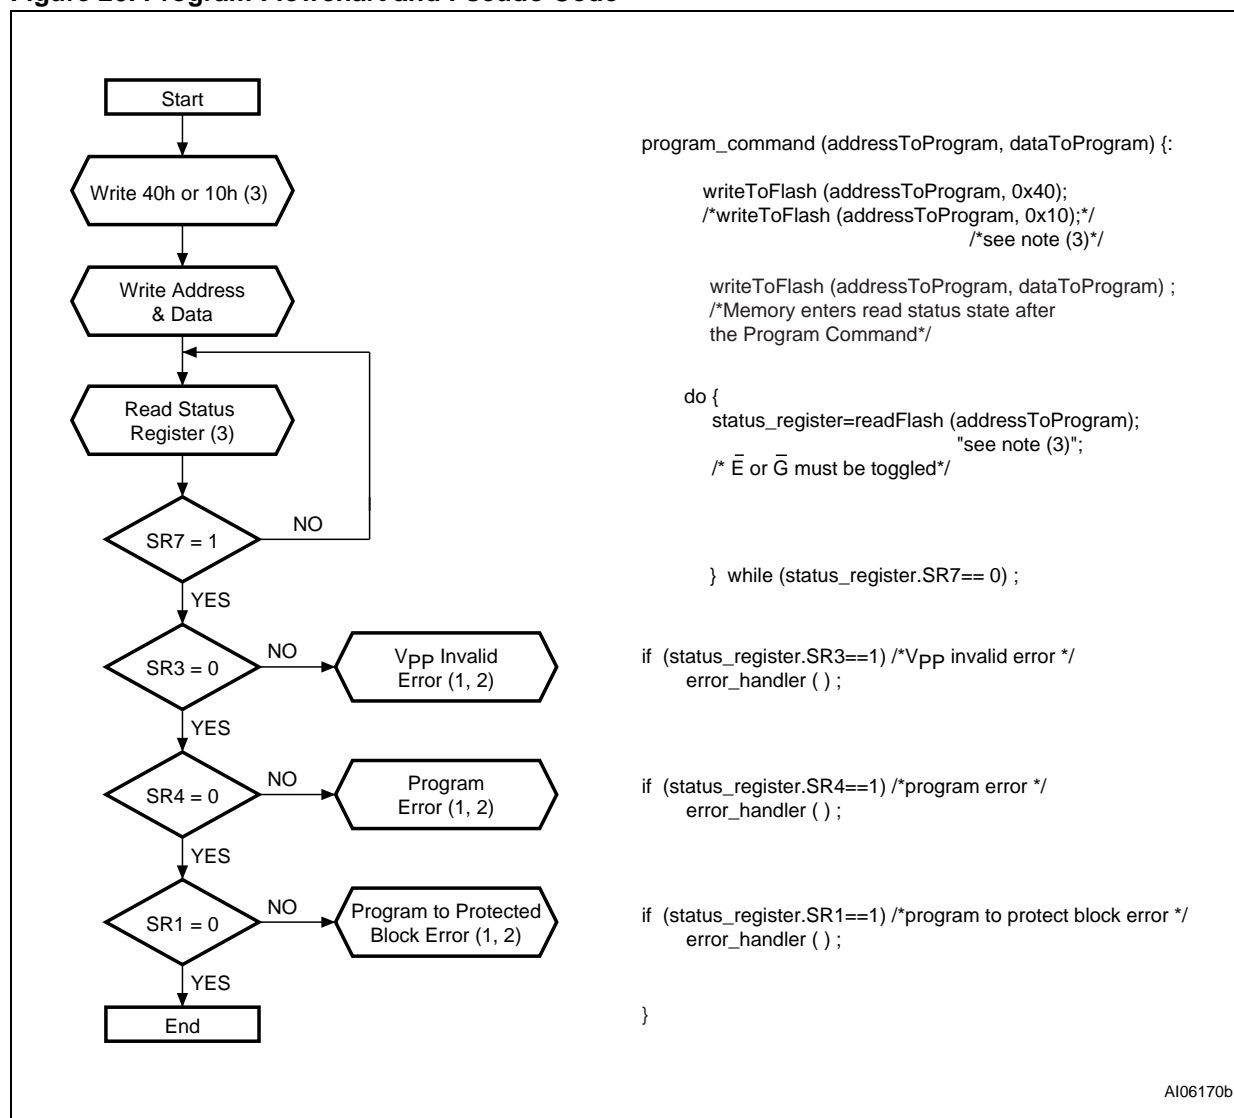 Start
Write 40h or 10h (3)
Write Address
& Data
Read Status
Register (3)
SR7 = 1
NO
YES
SR3 = 0
NO
VPP Invalid
Error (1, 2)
YES
SR4 = 0
NO
Program
Error (1, 2)
YES
SR1 = 0
NO
Program to Protected
Block Error (1, 2)
YES
End
program_command (addressToProgram, dataToProgram) {:
writeToFlash (addressToProgram, 0x40);
/*writeToFlash (addressToProgram, 0x10);*/
/*see note (3)*/
writeToFlash (addressToProgram, dataToProgram) ;
/*Memory enters read status state after
the Program Command*/
do {
status_register=readFlash (addressToProgram);
"see note (3)";
/* E̅ or G̅ must be toggled*/
} while (status_register.SR7== 0) ;
if (status_register.SR3==1) /*VPP invalid error */
error_handler ( ) ;
if (status_register.SR4==1) /*program error */
error_handler ( ) ;
if (status_register.SR1==1) /*program to protect block error */
error_handler ( ) ;
}
AI06170b